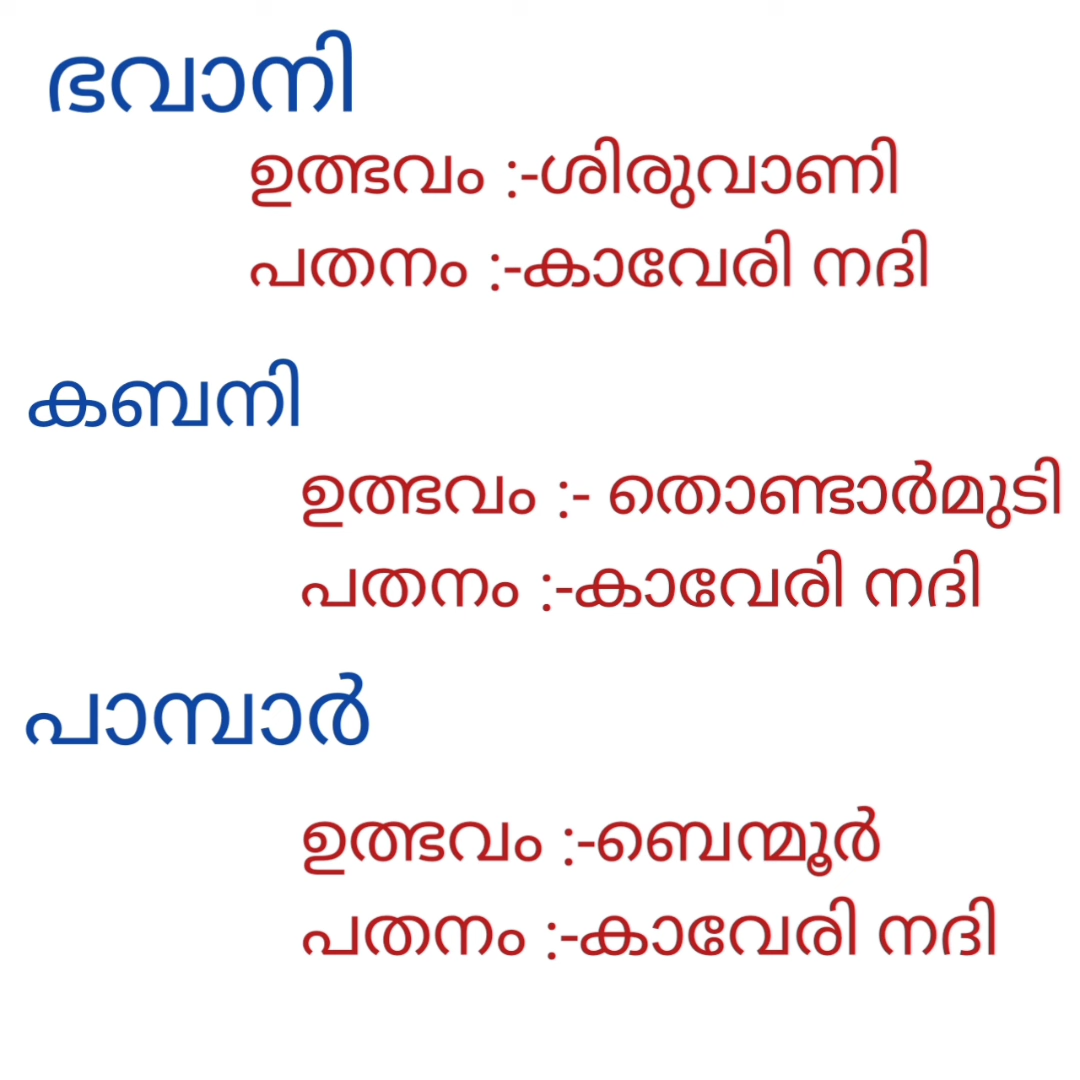 ഭവാനി
ഉത്ഭവം :-ശിരുവാണി
പതനം :-കാവേരി നദി
കബനി
ഉത്ഭവം :- തൊണ്ടാർമുടി
പതനം :-കാവേരി നദി
പാമ്പാർ
ഉത്ഭവം :-ബെന്മൂർ
പതനം :-കാവേരി നദി